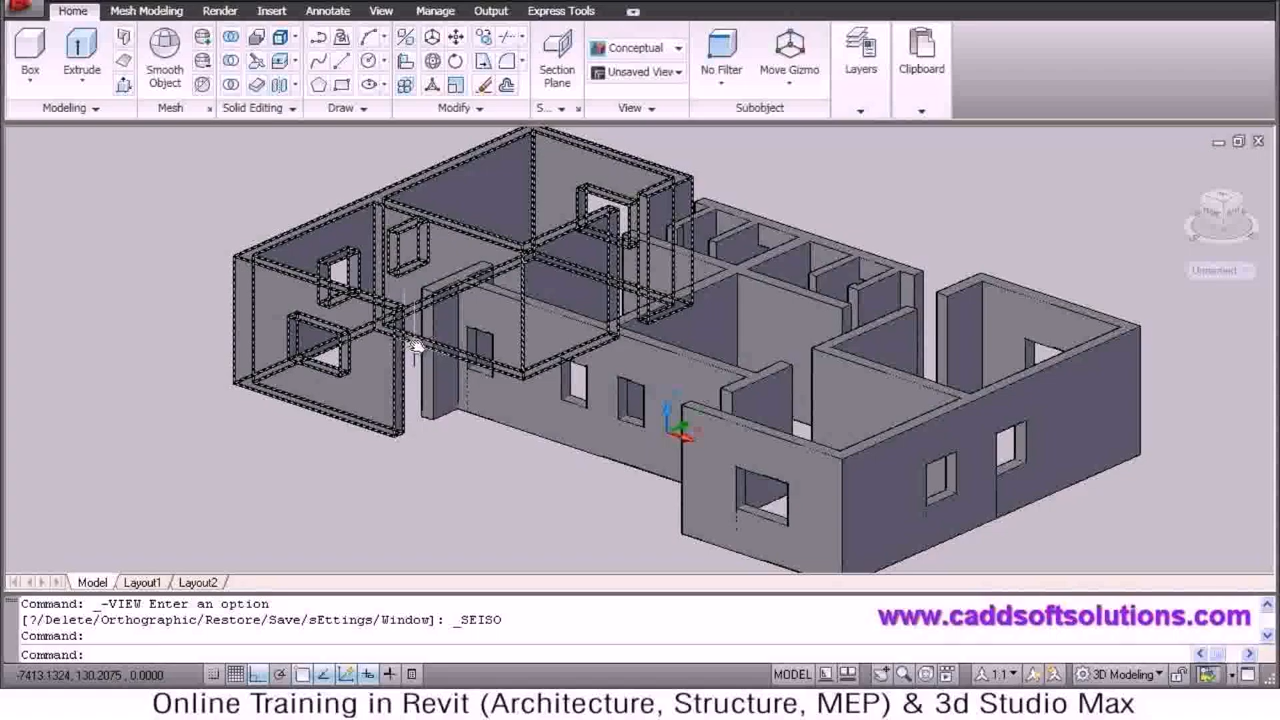 Home Mesh Modeling Render Insert Annotate View Manage Output Express Tools
Box Extrude Smooth Object Section Plane Conceptual Unsaved View No Filter Move Gizmo Layers Clipboard
Modeling Mesh Solid Editing Draw Modify S... View Subobject
Unnamed
Model Layout1 Layout2
Command: _-VIEW Enter an option
[?/Delete/Orthographic/Restore/Save/sEttings/Window]: _SEISO
Command:
Command:
www.caddsoftsolutions.com
-7413.1324, 130.2075, 0.0000 MODEL 1:1 3D Modeling
Online Training in Revit (Architecture, Structure, MEP) & 3d Studio Max